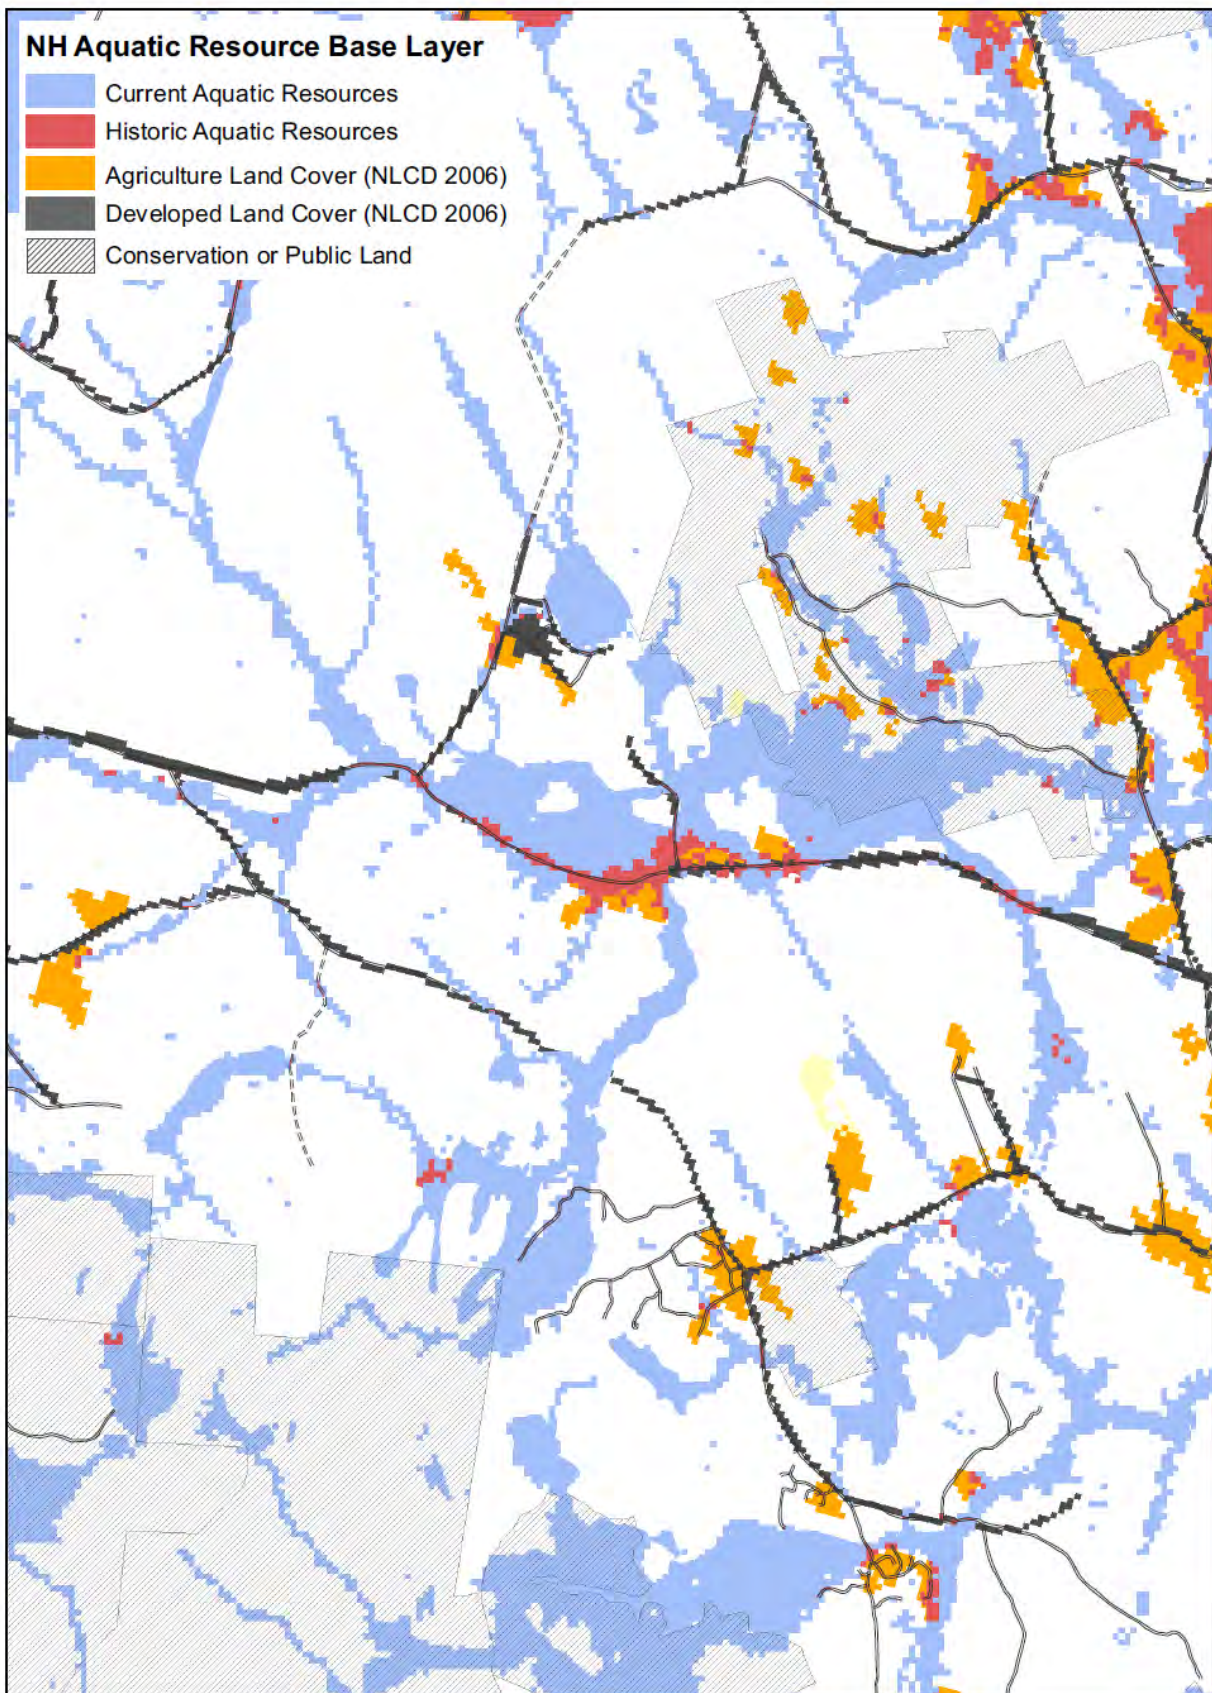 NH Aquatic Resource Base Layer
Current Aquatic Resources
Historic Aquatic Resources
Agriculture Land Cover (NLCD 2006)
Developed Land Cover (NLCD 2006)
Conservation or Public Land